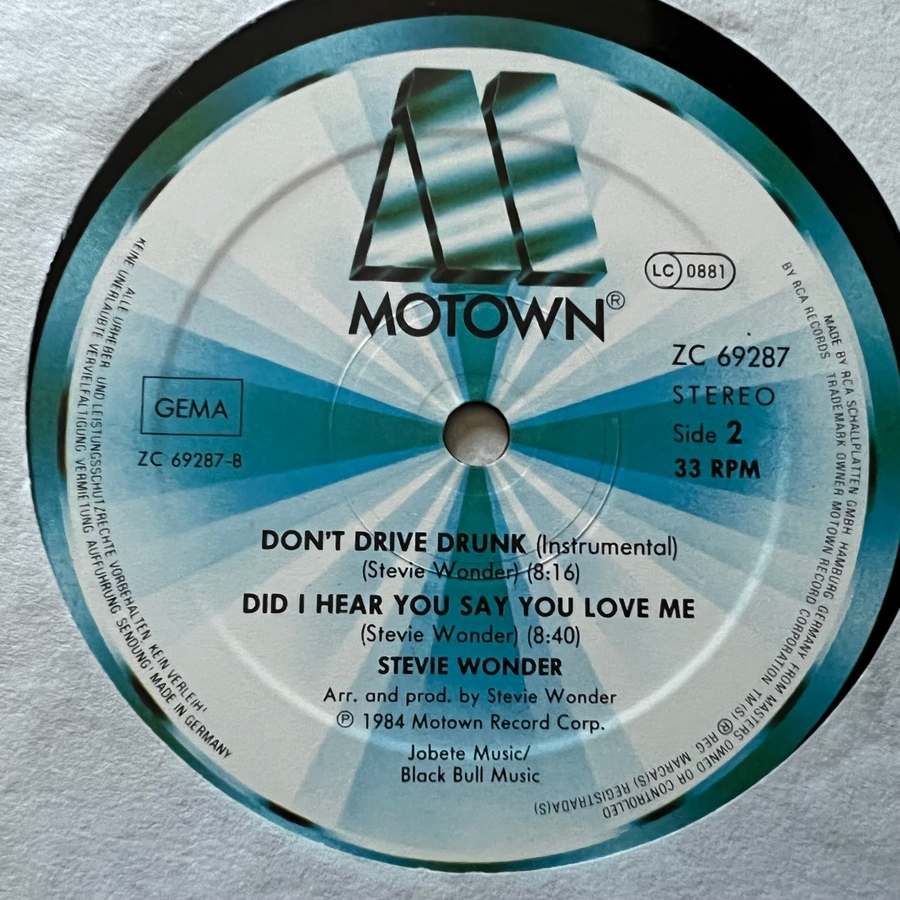 MOTOWN®
LC 0881
ZC 69287
STEREO
Side 2
33 RPM
GEMA
ZC 69287-B
DON'T DRIVE DRUNK (Instrumental)
(Stevie Wonder) (8:16)
DID I HEAR YOU SAY YOU LOVE ME
(Stevie Wonder) (8:40)
STEVIE WONDER
Arr. and prod. by Stevie Wonder
℗ 1984 Motown Record Corp.
Jobete Music/
Black Bull Music
ALLE URHEBER UND LEISTUNGSSCHUTZRECHTE VORBEHALTEN KEIN VERLEIH'
KEINE UNERLAUBTE VERVIELFÄLTIGUNG VERMIETUNG AUFFÜHRUNG SENDUNG' MADE IN GERMANY
MADE BY RCA SCHALLPLATTEN GMBH HAMBURG GERMANY FROM MASTERS OWNED OR CONTROLLED
BY RCA RECORDS TRADEMARK OWNER MOTOWN RECORD CORPORATION TM (S) ® REG MARCA(S) REGISTRADA(S)